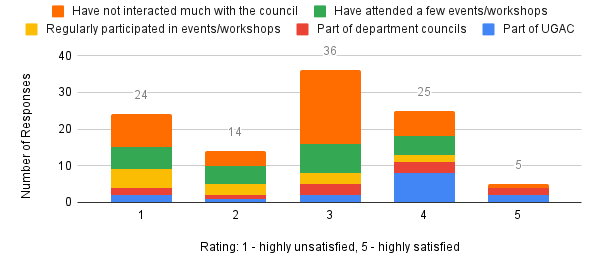 Have not interacted much with the council Have attended a few events/workshops
Regularly participated in events/workshops Part of department councils Part of UGAC
Number of Responses
40
30
20
10
0
24
14
36
25
5
1 2 3 4 5
Rating: 1 - highly unsatisfied, 5 - highly satisfied